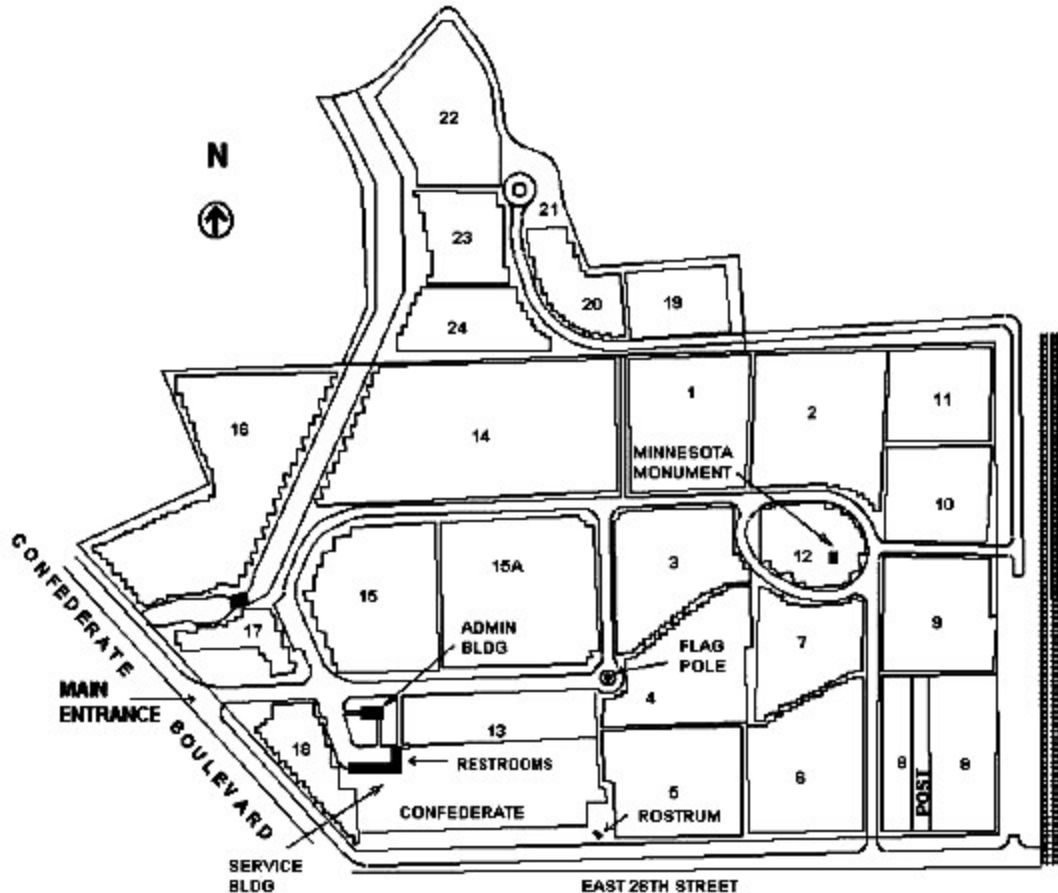 22
N
21
23
20
19
24
1
11
2
16
14
MINNESOTA
MONUMENT
10
CONFEDERATE BOULEVARD
15A
3
12
15
17
ADMIN
BLDG
9
FLAG
POLE
7
MAIN
ENTRANCE
4
13
18
RESTROOMS
8
POST
8
6
5
CONFEDERATE
ROSTRUM
SERVICE
BLDG
EAST 28TH STREET